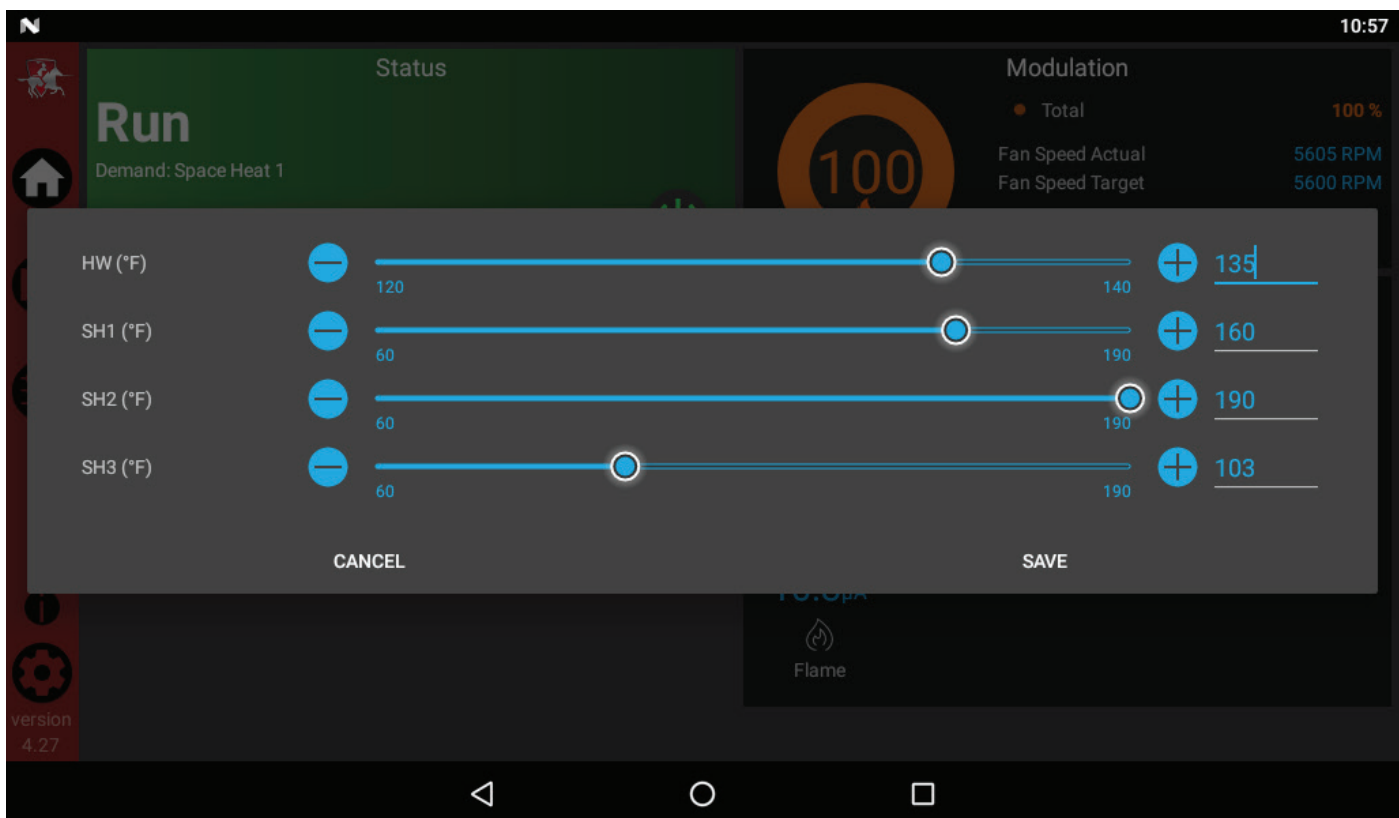 10:57
Status
Run
Demand: Space Heat 1
Modulation
100
Total 100 %
Fan Speed Actual 5605 RPM
Fan Speed Target 5600 RPM
HW (°F) 135
120 140
SH1 (°F) 160
60 190
SH2 (°F) 190
60 190
SH3 (°F) 103
60 190
CANCEL SAVE
Flame
version
4.27